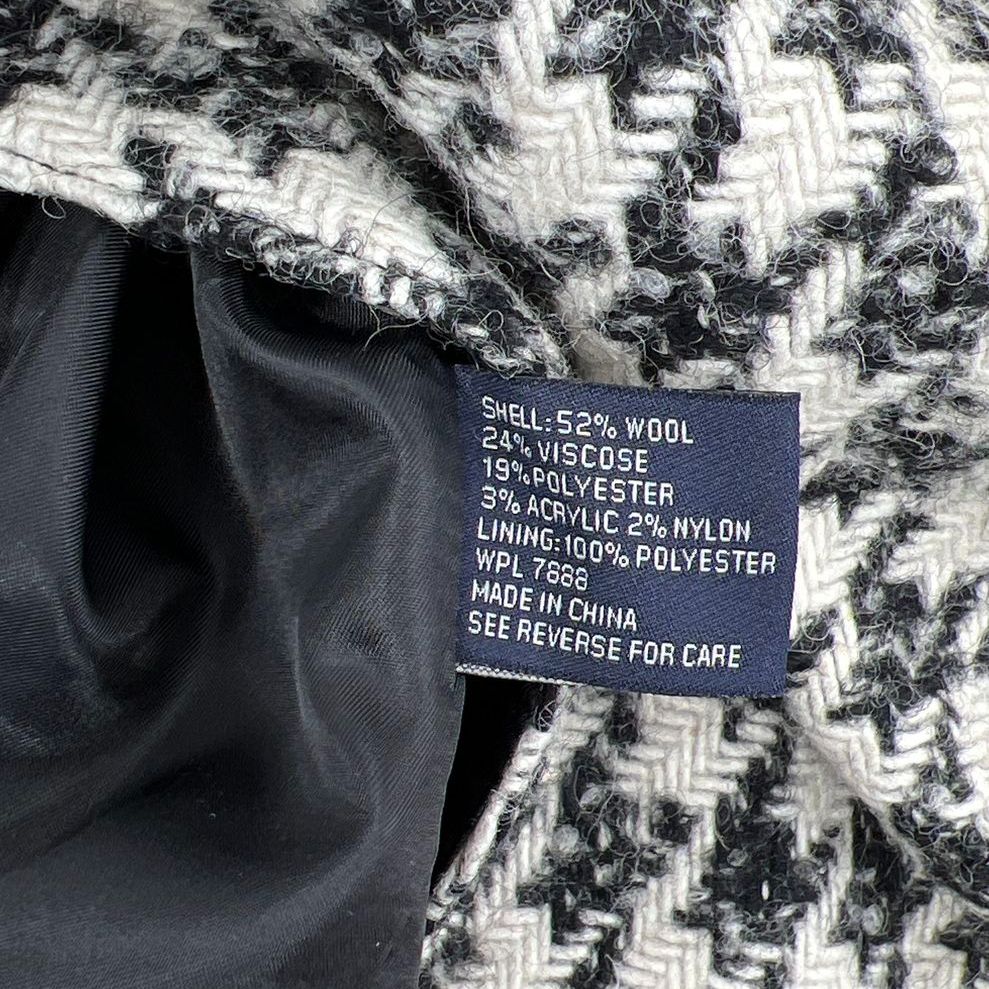 SHELL: 52% WOOL
24% VISCOSE
19% POLYESTER
3% ACRYLIC 2% NYLON
LINING: 100% POLYESTER
WPL 7888
MADE IN CHINA
SEE REVERSE FOR CARE